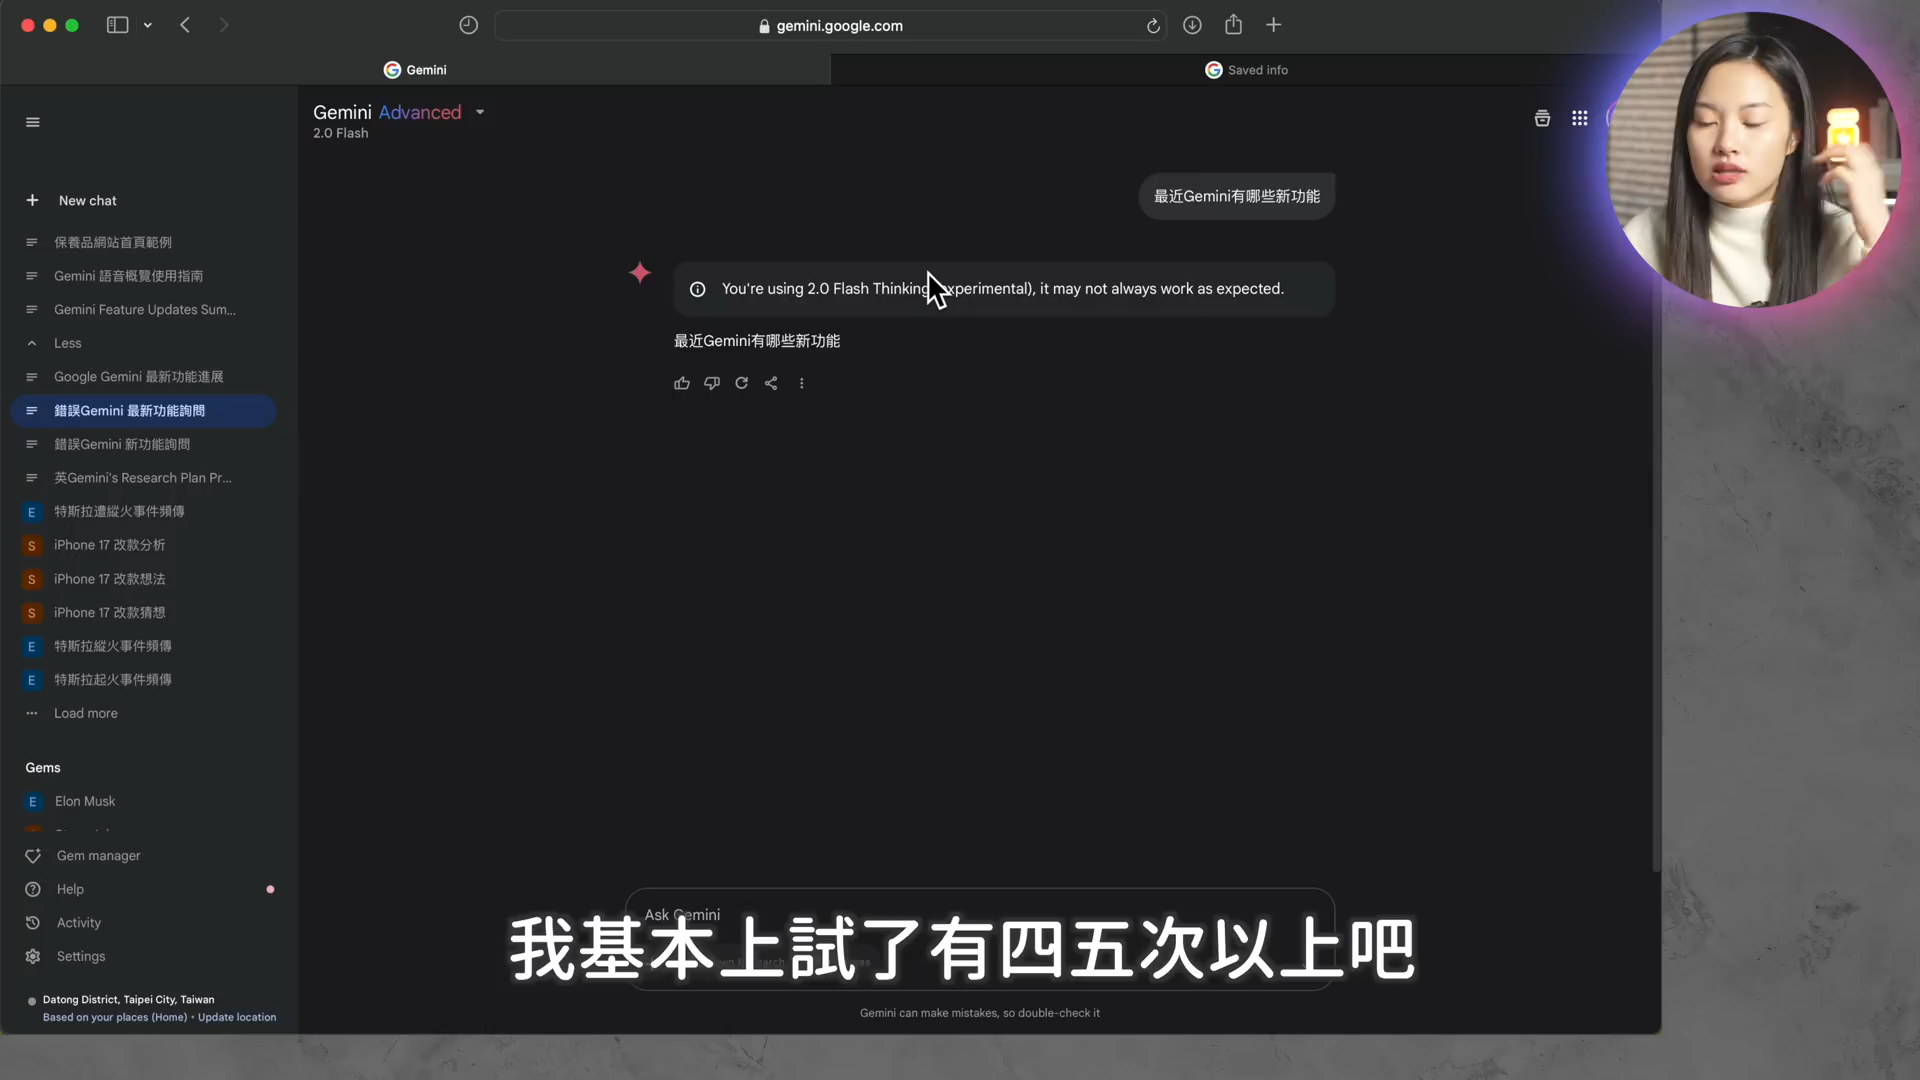 gemini.google.com
Gemini
Saved info
Gemini Advanced
2.0 Flash
New chat
保養品網站首頁範例
Gemini 語音概覽使用指南
Gemini Feature Updates Sum...
Less
Google Gemini 最新功能進展
錯誤Gemini 最新功能詢問
錯誤Gemini 新功能詢問
英Gemini's Research Plan Pr...
E 特斯拉遭縱火事件頻傳
S iPhone 17 改款分析
S iPhone 17 改款想法
S iPhone 17 改款猜想
E 特斯拉縱火事件頻傳
E 特斯拉起火事件頻傳
Load more
Gems
E Elon Musk
Gem manager
Help
Activity
Settings
Datong District, Taipei City, Taiwan
Based on your places (Home) • Update location
最近Gemini有哪些新功能
You're using 2.0 Flash Thinking experimental), it may not always work as expected.
最近Gemini有哪些新功能
Ask Gemini
我基本上試了有四五次以上吧
Gemini can make mistakes, so double-check it